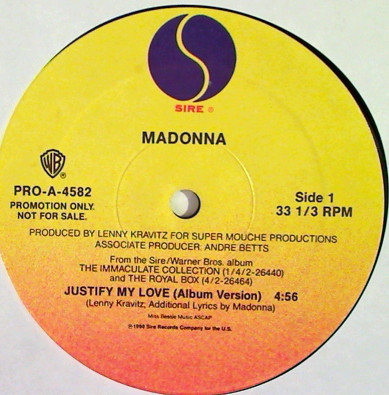 SIRE ®
MADONNA
WB ®
PRO-A-4582
PROMOTION ONLY.
NOT FOR SALE.
Side 1
33 1/3 RPM
PRODUCED BY LENNY KRAVITZ FOR SUPER MOUCHE PRODUCTIONS
ASSOCIATE PRODUCER: ANDRE BETTS
From the Sire/Warner Bros. album
THE IMMACULATE COLLECTION (1/4/2-26440)
and THE ROYAL BOX (4/2-26464)
JUSTIFY MY LOVE (Album Version) 4:56
(Lenny Kravitz, Additional Lyrics by Madonna)
Miss Bessie Music ASCAP
℗ 1990 Sire Records Company for the U.S.